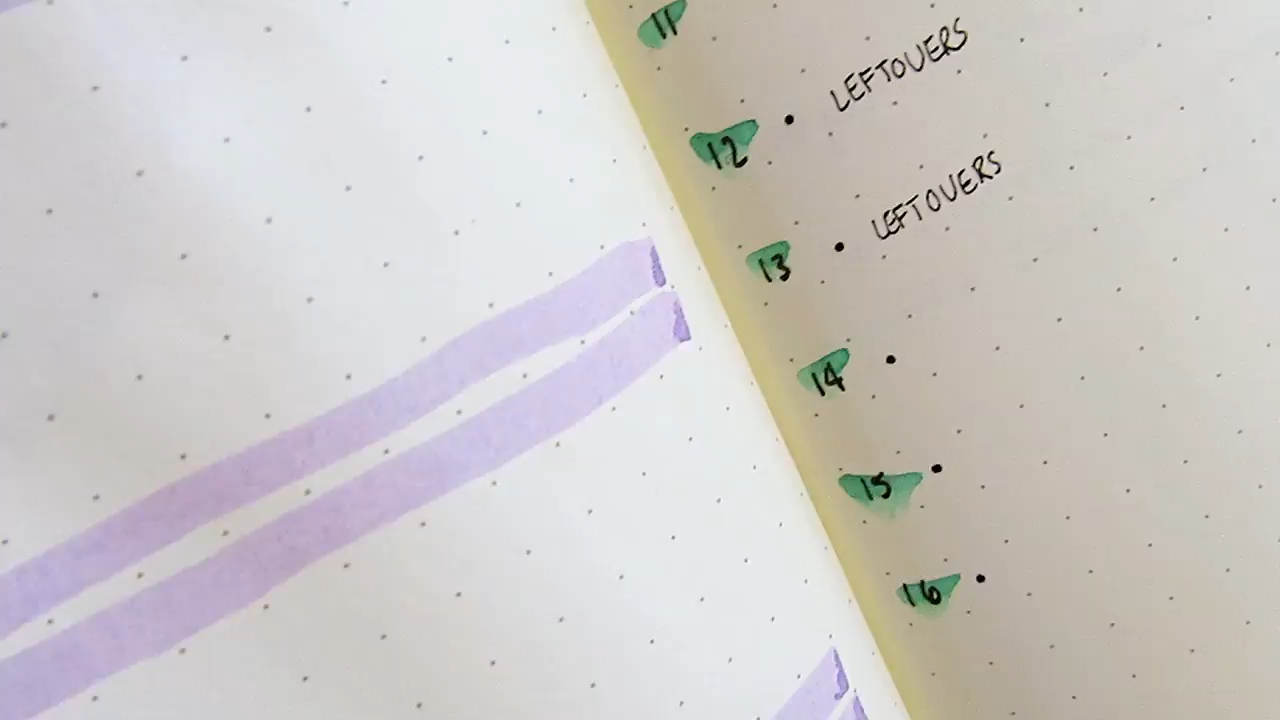 11
12 • LEFTOVERS
13 • LEFTOVERS
14 •
15 •
16 •